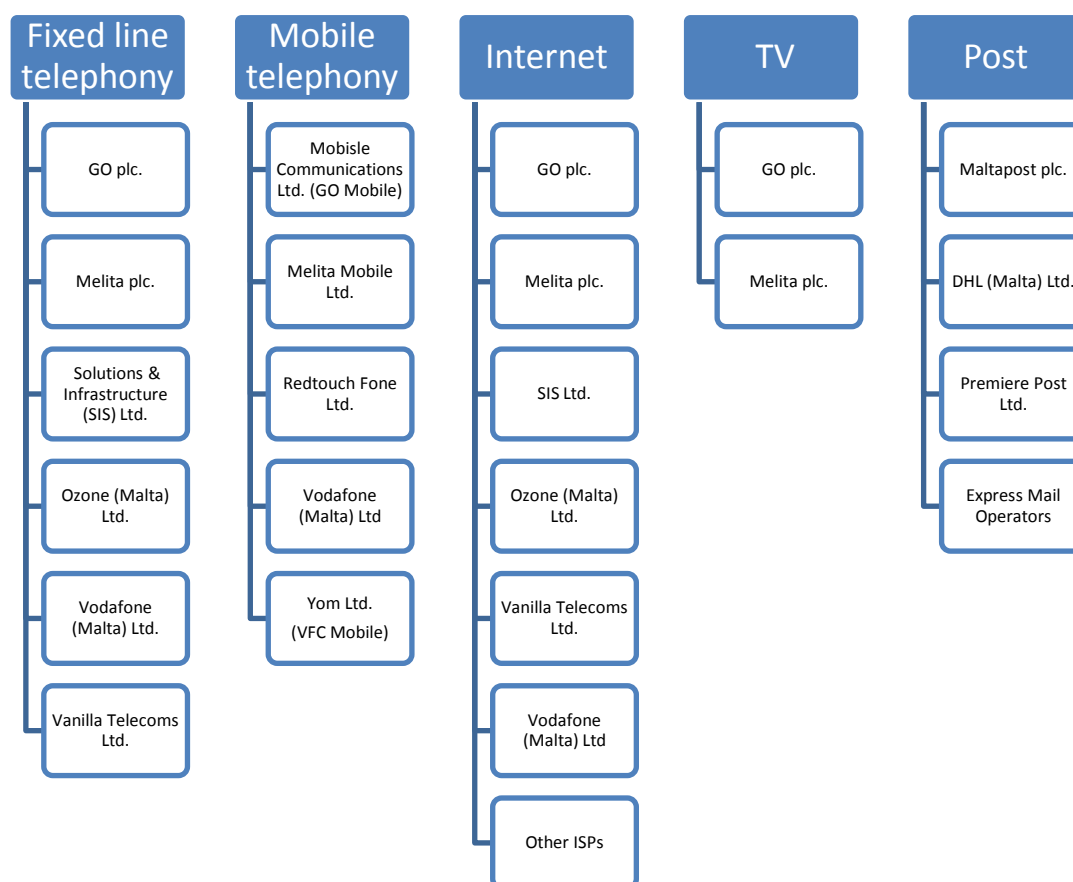 Fixed line
telephony
GO plc.
Melita plc.
Solutions &
Infrastructure
(SIS) Ltd.
Ozone (Malta)
Ltd.
Vodafone
(Malta) Ltd.
Vanilla Telecoms
Ltd.
Mobile
telephony
Mobisle
Communications
Ltd. (GO Mobile)
Melita Mobile
Ltd.
Redtouch Fone
Ltd.
Vodafone
(Malta) Ltd
Yom Ltd.
(VFC Mobile)
Internet
GO plc.
Melita plc.
SIS Ltd.
Ozone (Malta)
Ltd.
Vanilla Telecoms
Ltd.
Vodafone
(Malta) Ltd
Other ISPs
TV
GO plc.
Melita plc.
Post
Maltapost plc.
DHL (Malta) Ltd.
Premiere Post
Ltd.
Express Mail
Operators